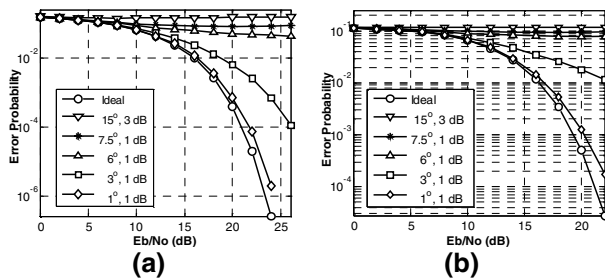 10^-2
10^-4
10^-6
Error Probability
Ideal
15°, 3 dB
7.5°, 1 dB
6°, 1 dB
3°, 1 dB
1°, 1 dB
0 5 10 15 20 25
Eb/No (dB)
(a)
10^-1
10^-2
10^-3
10^-4
Error Probability
Ideal
15°, 3 dB
7.5°, 1 dB
6°, 1 dB
3°, 1 dB
1°, 1 dB
0 5 10 15 20
Eb/No (dB)
(b)